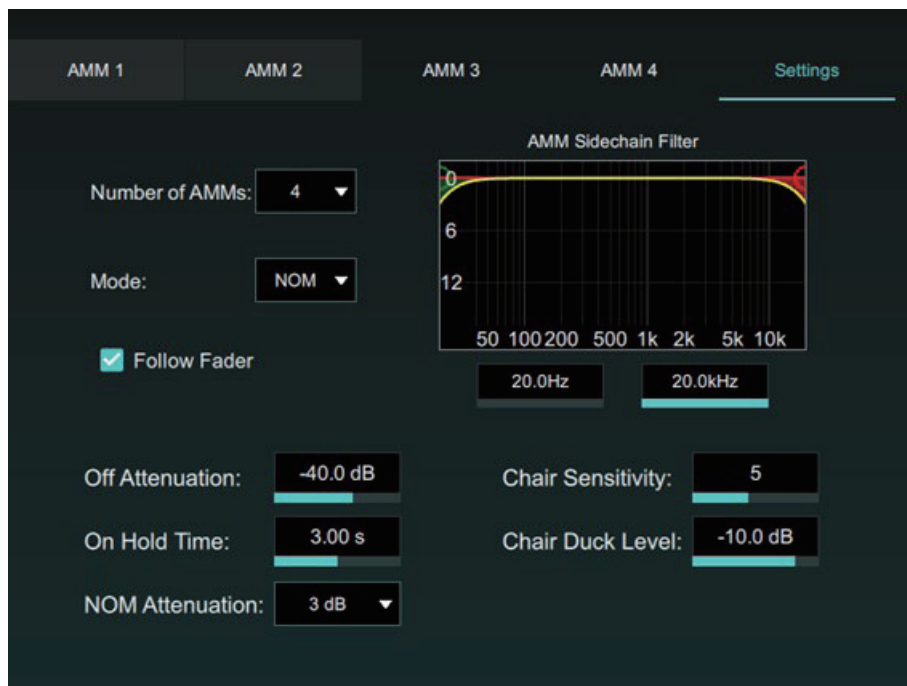 AMM 1 AMM 2 AMM 3 AMM 4 Settings
AMM Sidechain Filter
Number of AMMs: 4
0
6
Mode: NOM
12
50 100 200 500 1k 2k 5k 10k
Follow Fader
20.0Hz 20.0kHz
Off Attenuation: -40.0 dB
Chair Sensitivity: 5
On Hold Time: 3.00 s
Chair Duck Level: -10.0 dB
NOM Attenuation: 3 dB